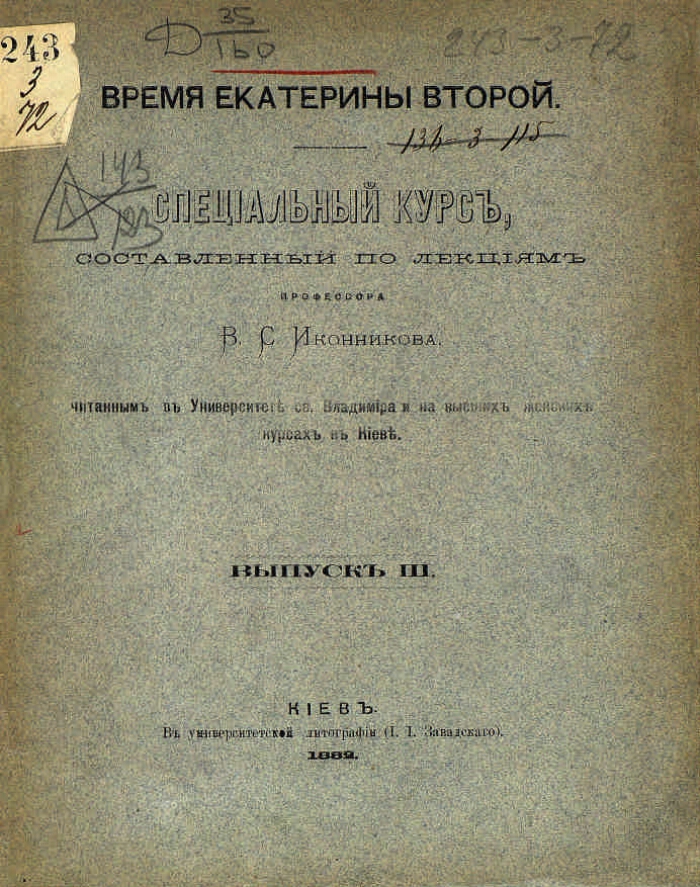 Д 35
160
243-3-72
243
3
72
ВРЕМЯ ЕКАТЕРИНЫ ВТОРОЙ.
131-3-115
143
СПЕЦІАЛЬНЫЙ КУРСЪ,
СОСТАВЛЕННЫЙ ПО ЛЕКЦІЯМЪ
ПРОФЕССОРА
В. С. Иконникова,
читаннымъ въ Университетѣ св. Владиміра и на высшихъ женскихъ
курсахъ въ Кіевѣ.
ВЫПУСКЪ III.
КІЕВЪ.
Въ университетской литографіи (І. І. Завадскаго).
1882.